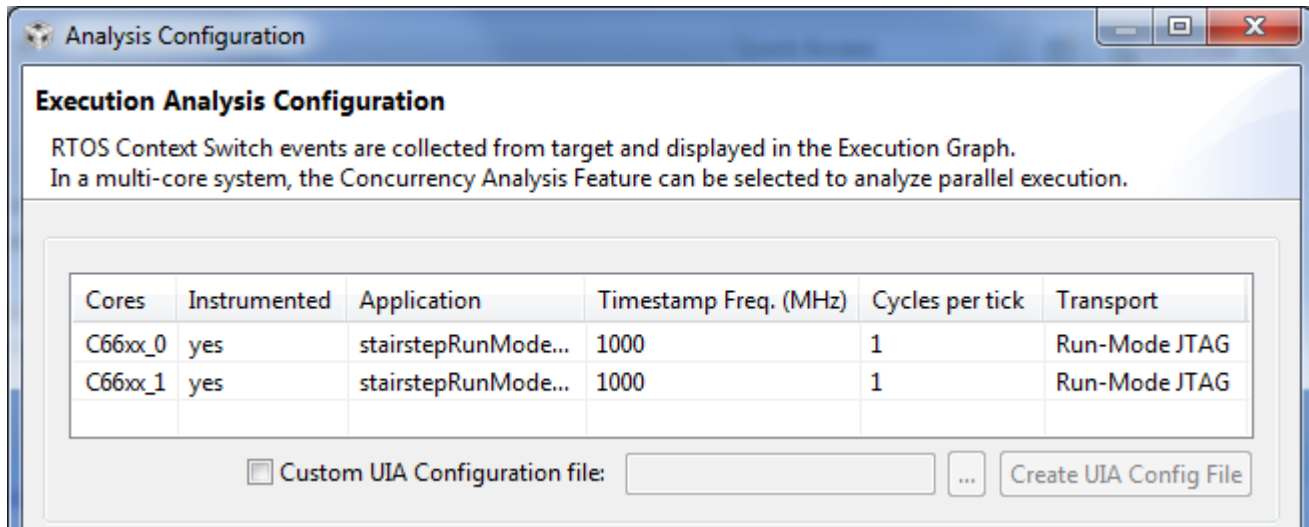 Analysis Configuration
Execution Analysis Configuration
RTOS Context Switch events are collected from target and displayed in the Execution Graph.
In a multi-core system, the Concurrency Analysis Feature can be selected to analyze parallel execution.
Cores Instrumented Application Timestamp Freq. (MHz) Cycles per tick Transport
C66xx_0 yes stairstepRunMode... 1000 1 Run-Mode JTAG
C66xx_1 yes stairstepRunMode... 1000 1 Run-Mode JTAG
Custom UIA Configuration file: ... Create UIA Config File